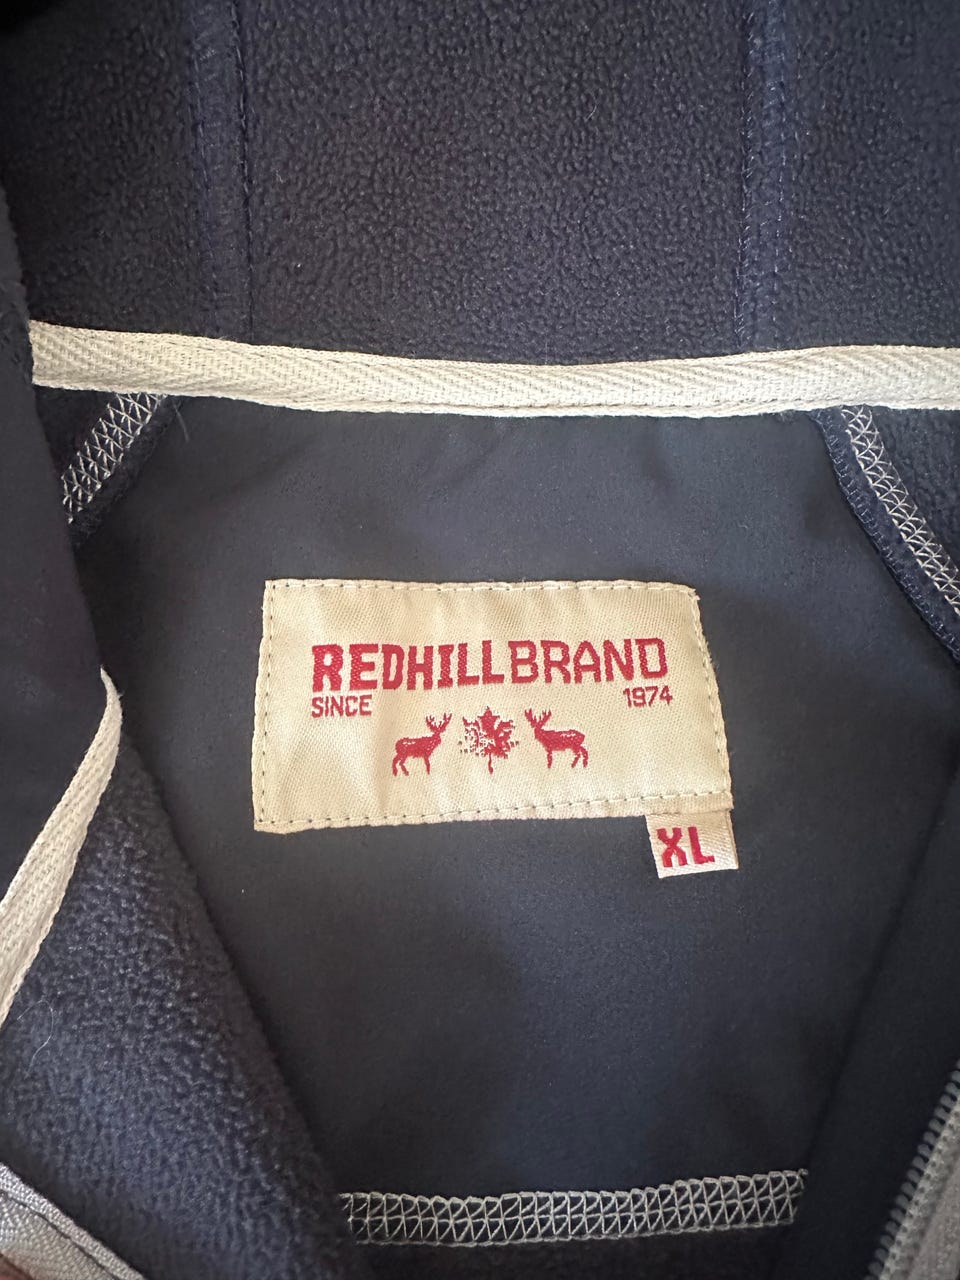 REDHILLBRAND
SINCE 1974
XL